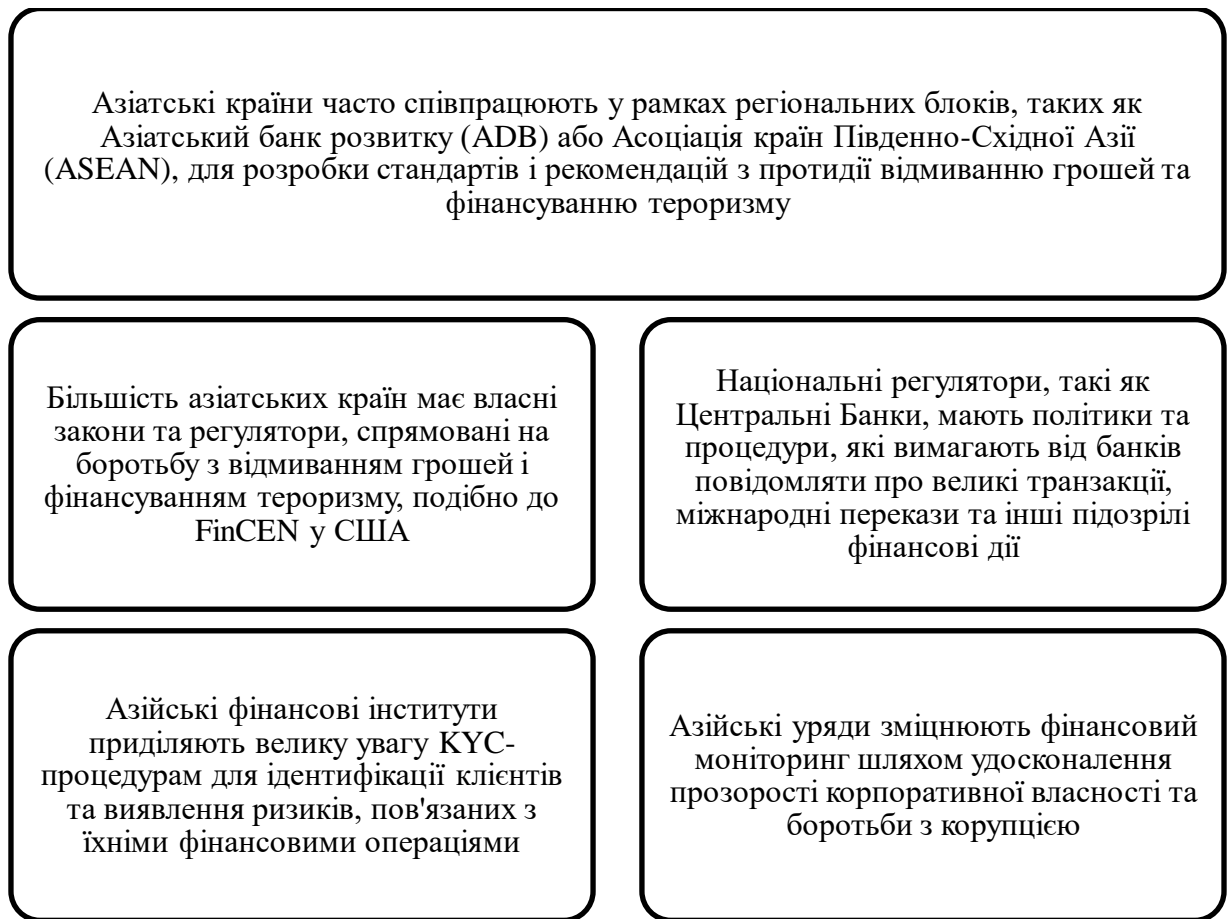 Азіатські країни часто співпрацюють у рамках регіональних блоків, таких як
Азіатський банк розвитку (ADB) або Асоціація країн Південно-Східної Азії
(ASEAN), для розробки стандартів і рекомендацій з протидії відмиванню грошей та
фінансуванню тероризму
Більшість азіатських країн має власні
закони та регулятори, спрямовані на
боротьбу з відмиванням грошей і
фінансуванням тероризму, подібно до
FinCEN у США
Національні регулятори, такі як
Центральні Банки, мають політики та
процедури, які вимагають від банків
повідомляти про великі транзакції,
міжнародні перекази та інші підозрілі
фінансові дії
Азійські фінансові інститути
приділяють велику увагу KYC-
процедурам для ідентифікації клієнтів
та виявлення ризиків, пов'язаних з
їхніми фінансовими операціями
Азійські уряди зміцнюють фінансовий
моніторинг шляхом удосконалення
прозорості корпоративної власності та
боротьби з корупцією